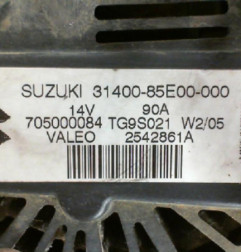 SUZUKI 31400-85E00-000
14V 90A
705000084 TG9S021 W2/05
VALEO 2542861A